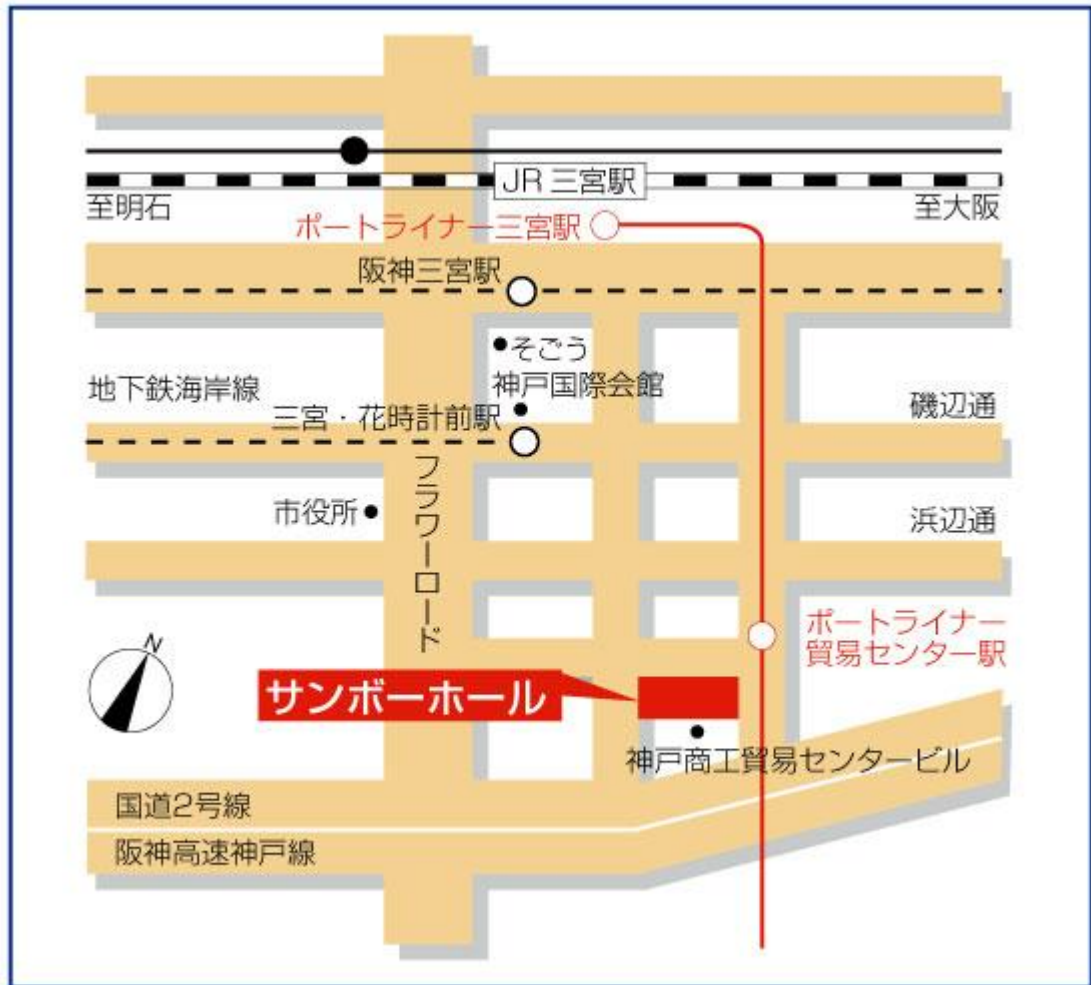 JR 三宮駅
至明石
至大阪
ポートライナー三宮駅
阪神三宮駅
そごう
地下鉄海岸線
神戸国際会館
磯辺通
三宮・花時計前駅
フラワーロード
市役所
浜辺通
ポートライナー
貿易センター駅
N
サンボーホール
神戸商工貿易センタービル
国道2号線
阪神高速神戸線